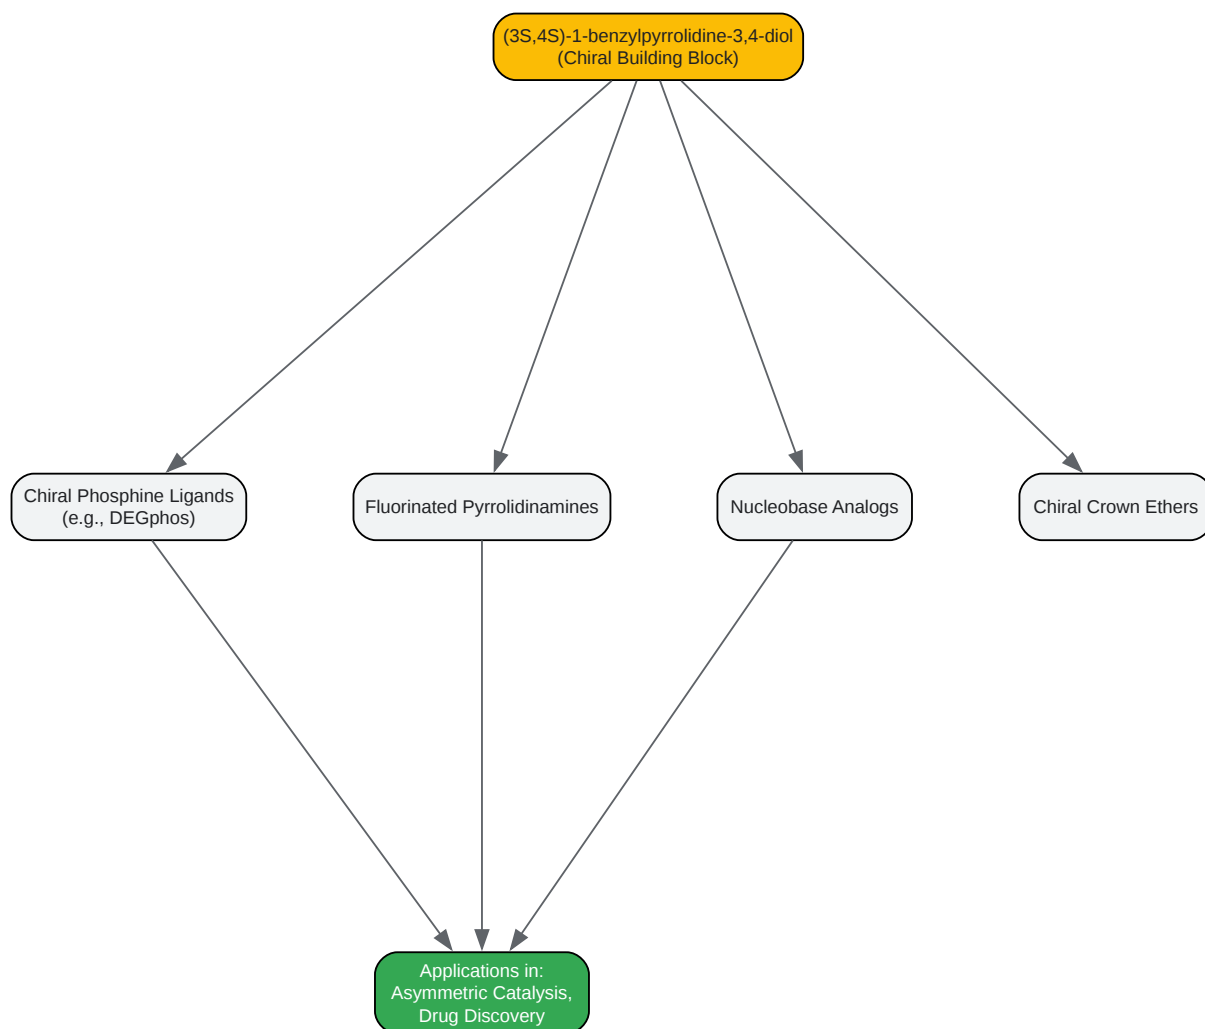 (3S,4S)-1-benzylpyrrolidine-3,4-diol
(Chiral Building Block)
Chiral Phosphine Ligands
(e.g., DEGphos)
Fluorinated Pyrrolidinamines
Nucleobase Analogs
Chiral Crown Ethers
Applications in:
Asymmetric Catalysis,
Drug Discovery